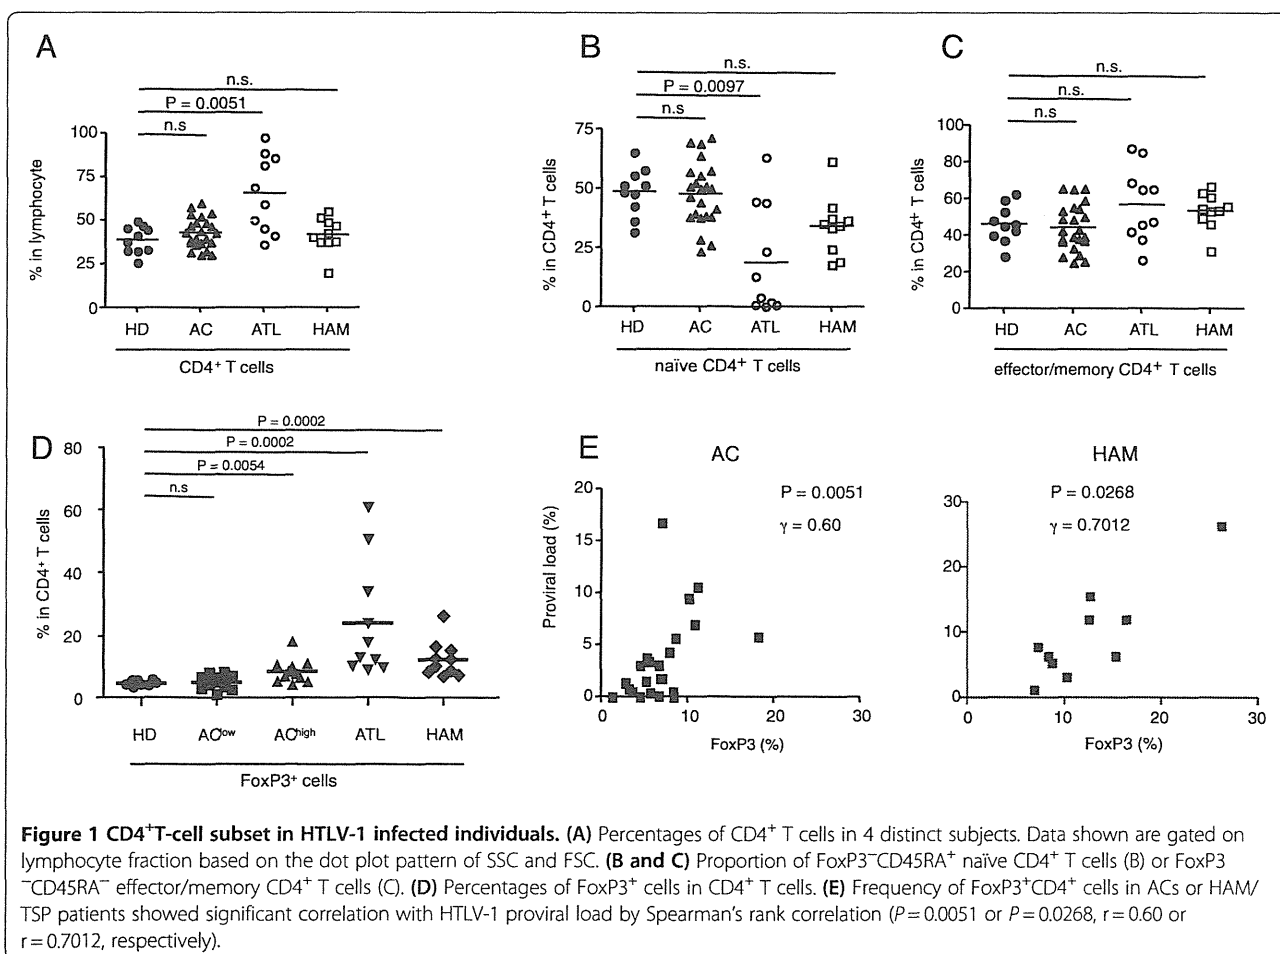 A
n.s.
P = 0.0051
n.s
100
75
50
25
0
% in lymphocyte
HD AC ATL HAM
CD4+ T cells
B
n.s.
P = 0.0097
n.s
75
50
25
0
% in CD4+ T cells
HD AC ATL HAM
naïve CD4+ T cells
C
n.s.
n.s.
n.s
100
80
60
40
20
0
% in CD4+ T cells
HD AC ATL HAM
effector/memory CD4+ T cells
D
P = 0.0002
P = 0.0002
P = 0.0054
n.s
80
60
40
20
0
% in CD4+ T cells
HD AClow AChigh ATL HAM
FoxP3+ cells
E
AC
P = 0.0051
γ = 0.60
20
15
10
5
0
Proviral load (%)
0 10 20 30
FoxP3 (%)
HAM
P = 0.0268
γ = 0.7012
30
20
10
0
0 10 20 30
FoxP3 (%)
Figure 1 CD4+T-cell subset in HTLV-1 infected individuals. (A) Percentages of CD4+ T cells in 4 distinct subjects. Data shown are gated on
lymphocyte fraction based on the dot plot pattern of SSC and FSC. (B and C) Proportion of FoxP3−CD45RA+ naïve CD4+ T cells (B) or FoxP3
−CD45RA− effector/memory CD4+ T cells (C). (D) Percentages of FoxP3+ cells in CD4+ T cells. (E) Frequency of FoxP3+CD4+ cells in ACs or HAM/
TSP patients showed significant correlation with HTLV-1 proviral load by Spearman's rank correlation (P = 0.0051 or P = 0.0268, r = 0.60 or
r = 0.7012, respectively).